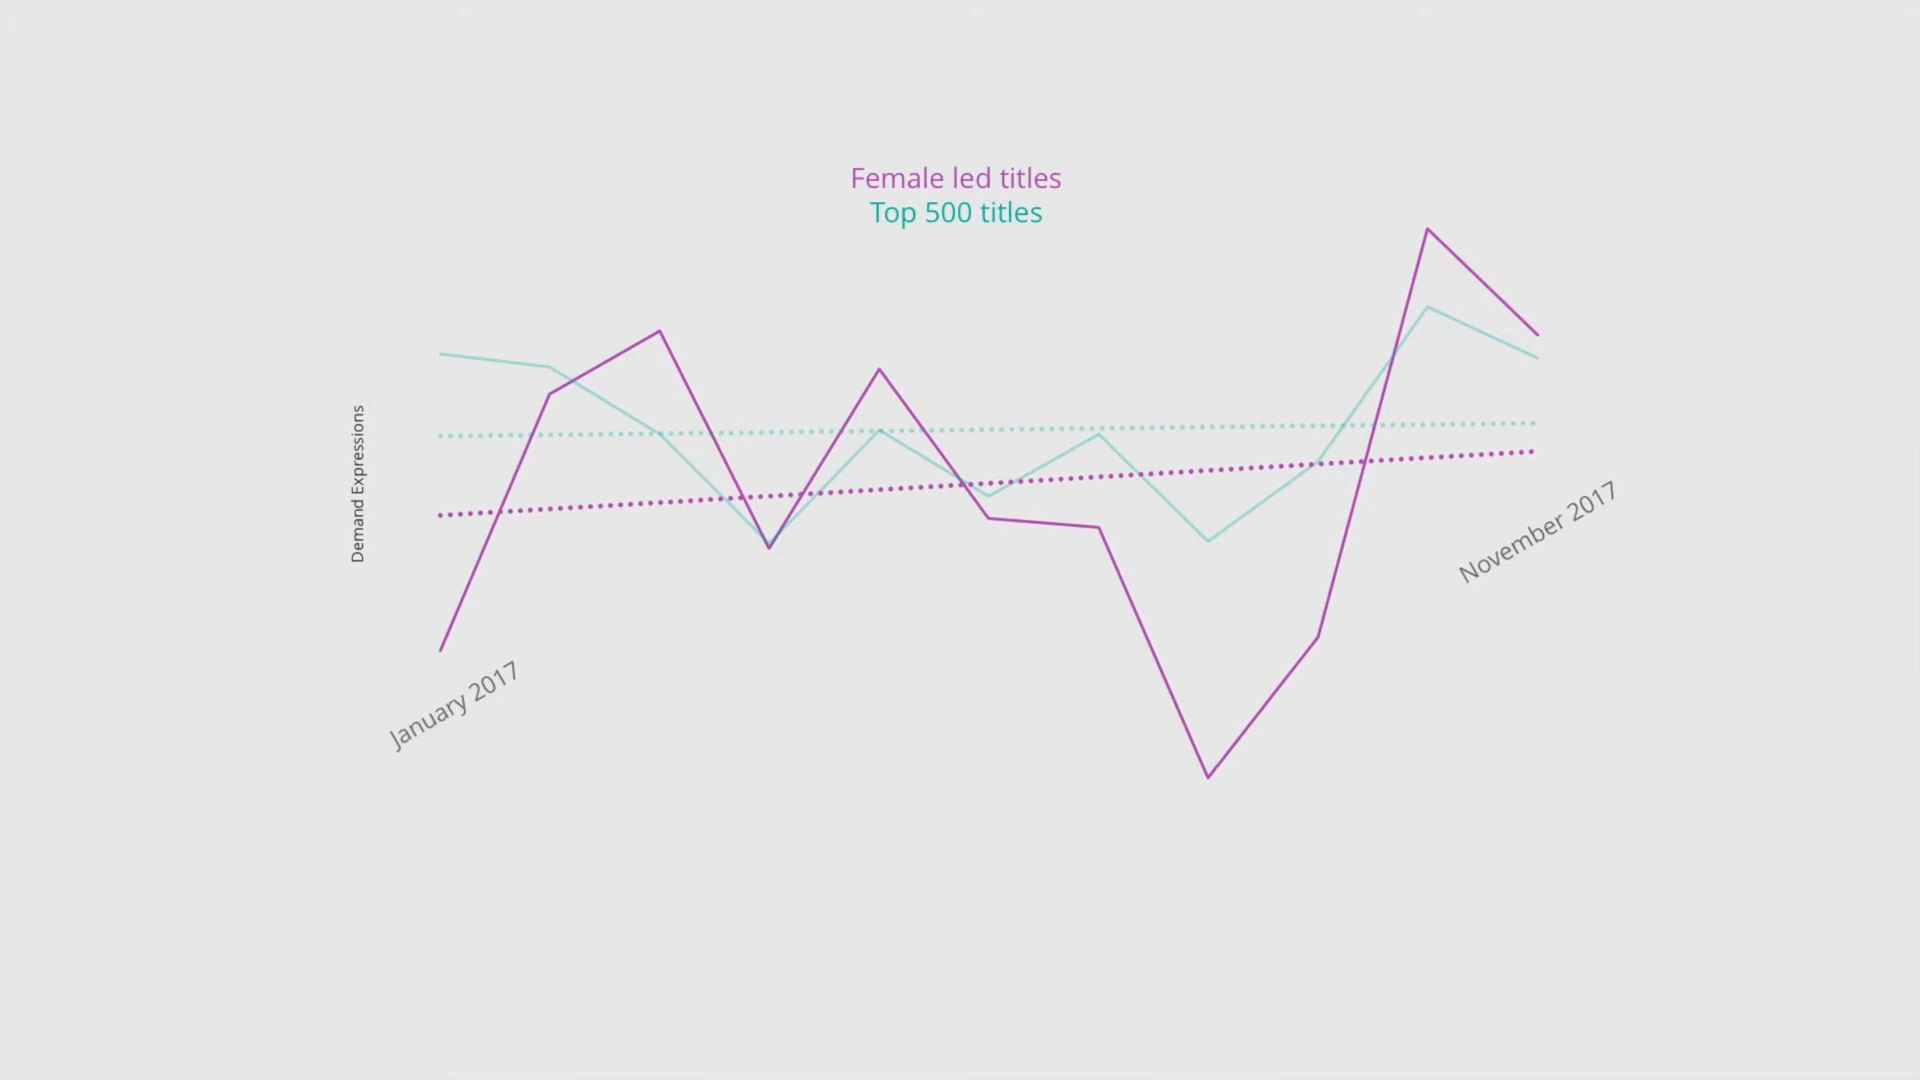 Female led titles
Top 500 titles
Demand Expressions
January 2017
November 2017